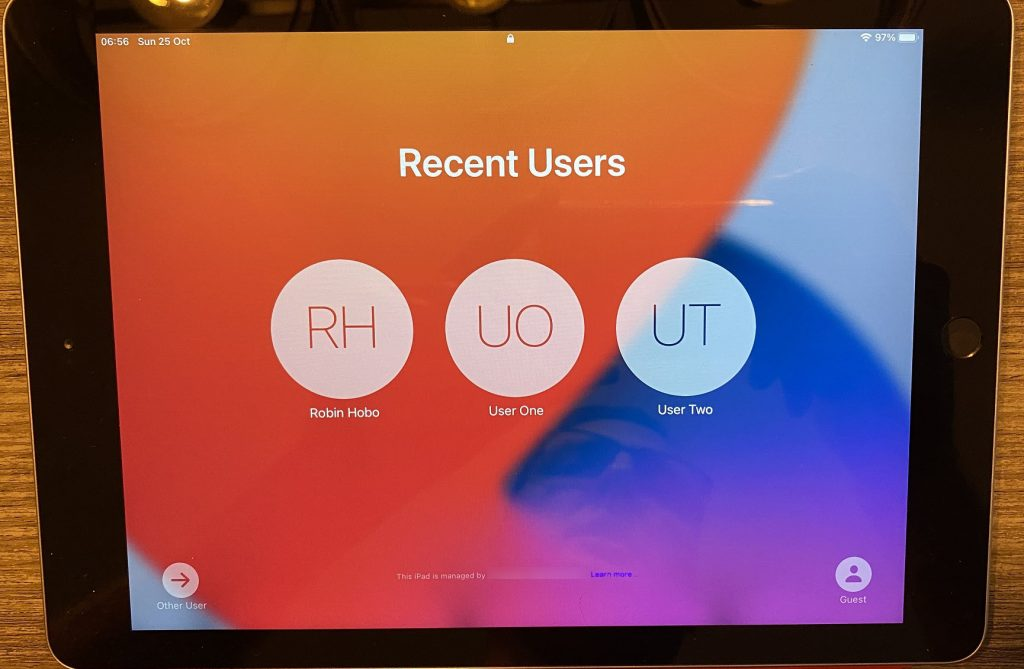 06:56 Sun 25 Oct
97%
Recent Users
RH UO UT
Robin Hobo User One User Two
This iPad is managed by Learn more...
Other User Guest